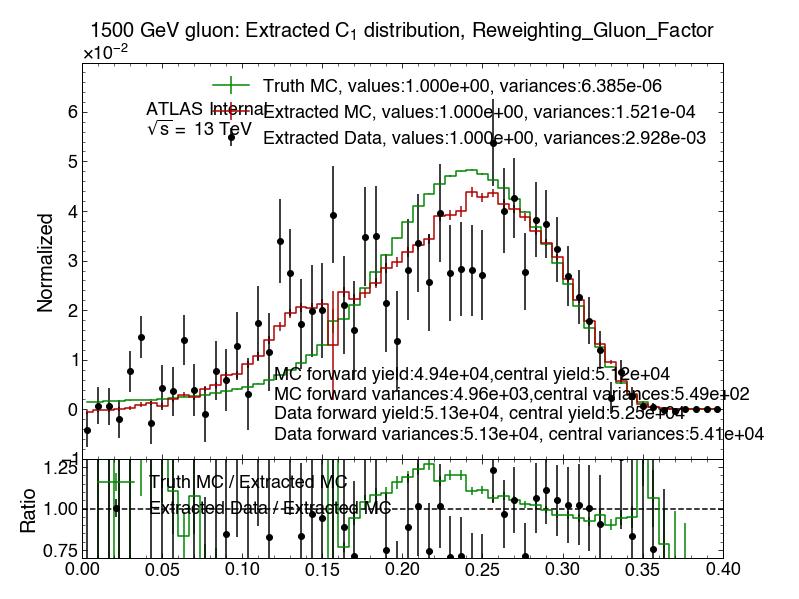 1500 GeV gluon: Extracted C1 distribution, Reweighting_Gluon_Factor
×10−2
Truth MC, values:1.000e+00, variances:6.385e-06
ATLAS Internal
Extracted MC, values:1.000e+00, variances:1.521e-04
√s = 13 TeV
Extracted Data, values:1.000e+00, variances:2.928e-03
6
5
4
3
2
1
0
Normalized
MC forward yield:4.94e+04,central yield:5.12e+04
MC forward variances:4.96e+03,central variances:5.49e+02
Data forward yield:5.13e+04, central yield:5.25e+04
Data forward variances:5.13e+04, central variances:5.41e+04
Truth MC / Extracted MC
Extracted Data / Extracted MC
1.25
1.00
0.75
Ratio
0.00 0.05 0.10 0.15 0.20 0.25 0.30 0.35 0.40